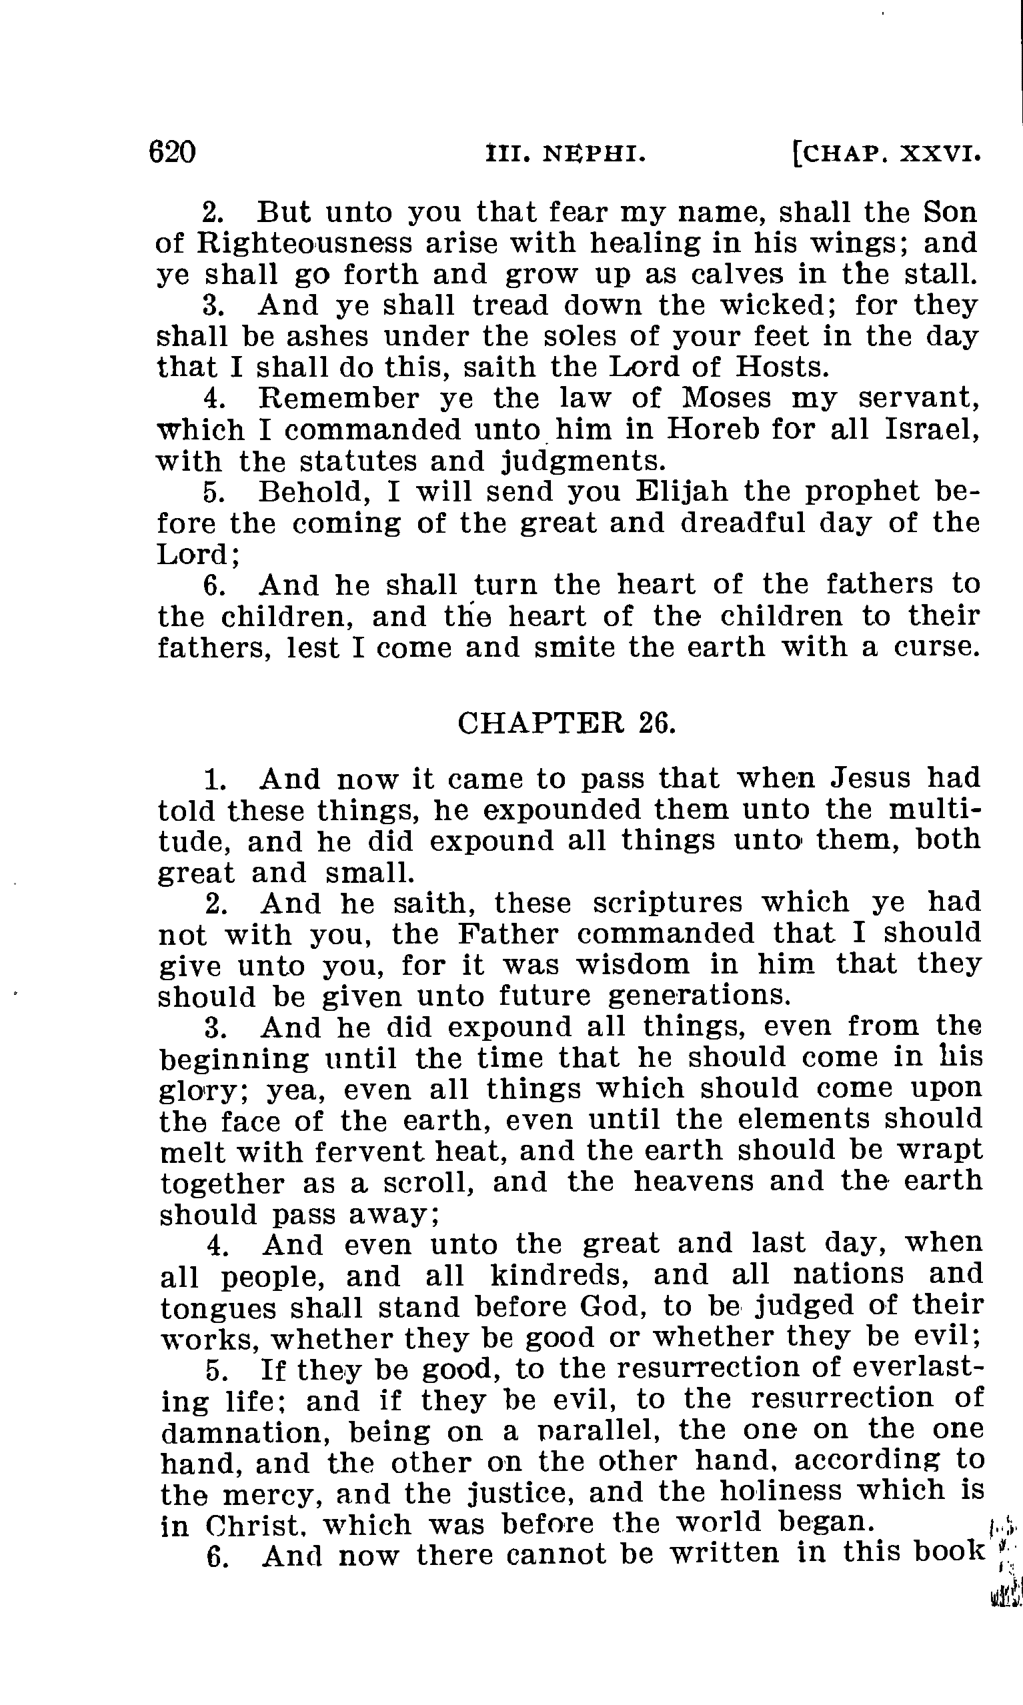 620 III. NEPHI. [CHAP. XXVI.
2. But unto you that fear my name, shall the Son
of Righteousness arise with healing in his wings; and
ye shall go forth and grow up as calves in the stall.
3. And ye shall tread down the wicked; for they
shall be ashes under the soles of your feet in the day
that I shall do this, saith the Lord of Hosts.
4. Remember ye the law of Moses my servant,
which I commanded unto him in Horeb for all Israel,
with the statutes and judgments.
5. Behold, I will send you Elijah the prophet be-
fore the coming of the great and dreadful day of the
Lord;
6. And he shall turn the heart of the fathers to
the children, and the heart of the children to their
fathers, lest I come and smite the earth with a curse.
CHAPTER 26.
1. And now it came to pass that when Jesus had
told these things, he expounded them unto the multi-
tude, and he did expound all things unto them, both
great and small.
2. And he saith, these scriptures which ye had
not with you, the Father commanded that I should
give unto you, for it was wisdom in him that they
should be given unto future generations.
3. And he did expound all things, even from the
beginning until the time that he should come in his
glory; yea, even all things which should come upon
the face of the earth, even until the elements should
melt with fervent heat, and the earth should be wrapt
together as a scroll, and the heavens and the earth
should pass away;
4. And even unto the great and last day, when
all people, and all kindreds, and all nations and
tongues shall stand before God, to be judged of their
works, whether they be good or whether they be evil;
5. If they be good, to the resurrection of everlast-
ing life; and if they be evil, to the resurrection of
damnation, being on a parallel, the one on the one
hand, and the other on the other hand, according to
the mercy, and the justice, and the holiness which is
in Christ, which was before the world began.
6. And now there cannot be written in this book